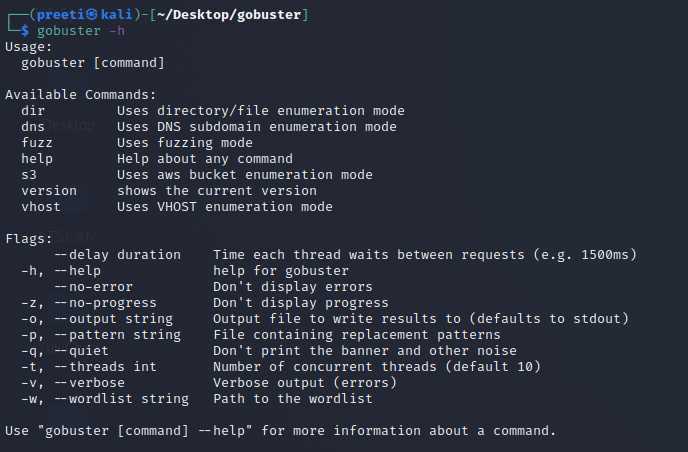 ┌──(preeti㉿kali)-[~/Desktop/gobuster]
└─$ gobuster -h
Usage:
  gobuster [command]

Available Commands:
  dir         Uses directory/file enumeration mode
  dns         Uses DNS subdomain enumeration mode
  fuzz        Uses fuzzing mode
  help        Help about any command
  s3          Uses aws bucket enumeration mode
  version     shows the current version
  vhost       Uses VHOST enumeration mode

Flags:
      --delay duration    Time each thread waits between requests (e.g. 1500ms)
  -h, --help              help for gobuster
      --no-error          Don't display errors
  -z, --no-progress       Don't display progress
  -o, --output string     Output file to write results to (defaults to stdout)
  -p, --pattern string    File containing replacement patterns
  -q, --quiet             Don't print the banner and other noise
  -t, --threads int       Number of concurrent threads (default 10)
  -v, --verbose           Verbose output (errors)
  -w, --wordlist string   Path to the wordlist

Use "gobuster [command] --help" for more information about a command.